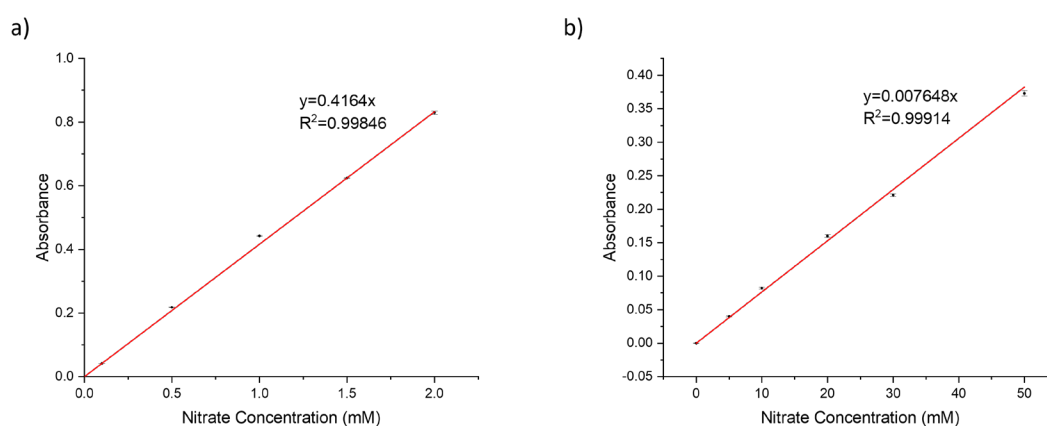 a)
1.0
0.8
0.6
0.4
0.2
0.0
Absorbance
y=0.4164x
R²=0.99846
0.0 0.5 1.0 1.5 2.0
Nitrate Concentration (mM)
b)
0.40
0.35
0.30
0.25
0.20
0.15
0.10
0.05
0.00
-0.05
Absorbance
y=0.007648x
R²=0.99914
0 10 20 30 40 50
Nitrate Concentration (mM)